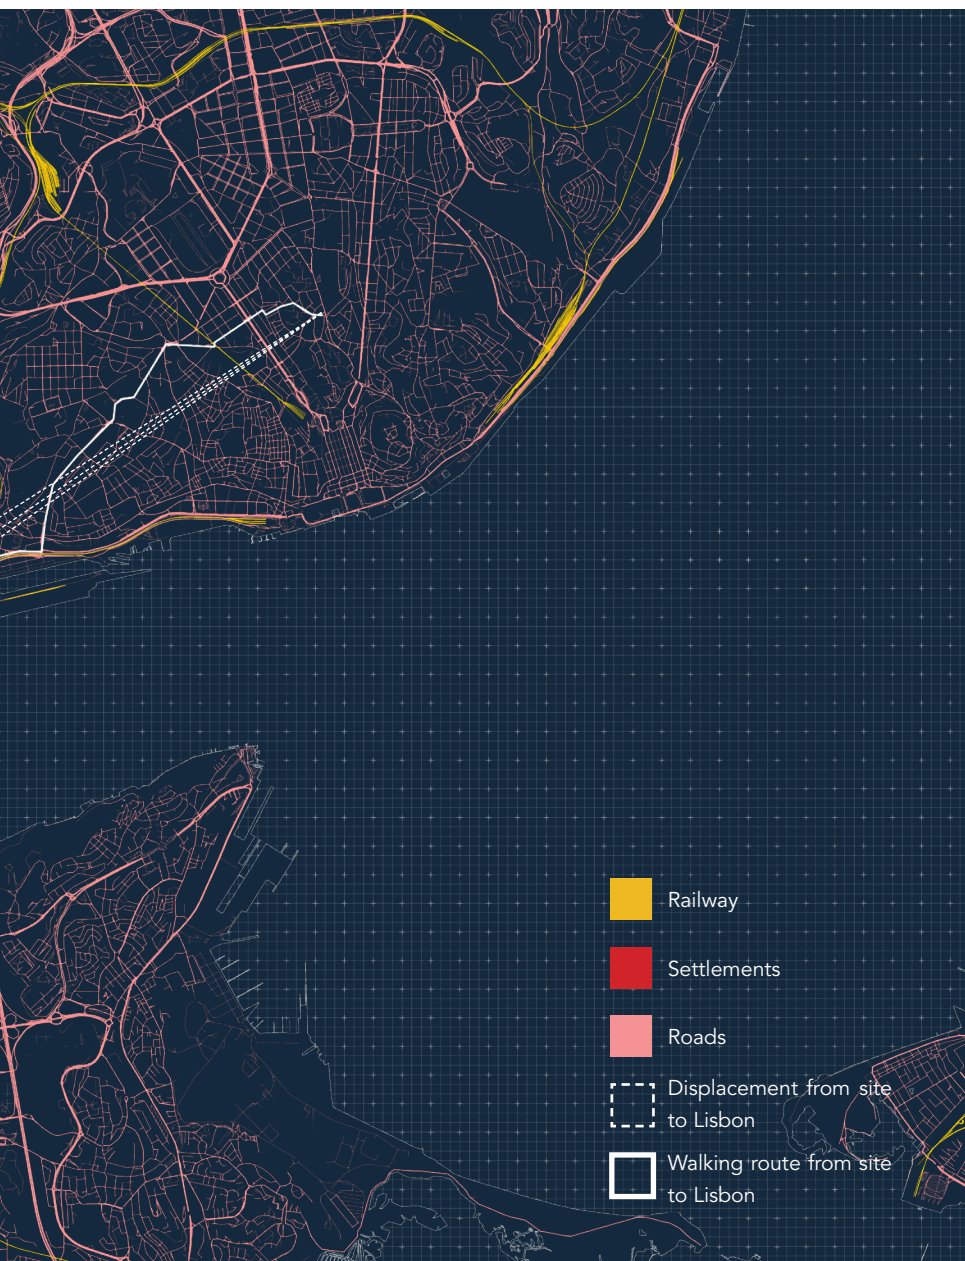 Railway
Settlements
Roads
Displacement from site
to Lisbon
Walking route from site
to Lisbon